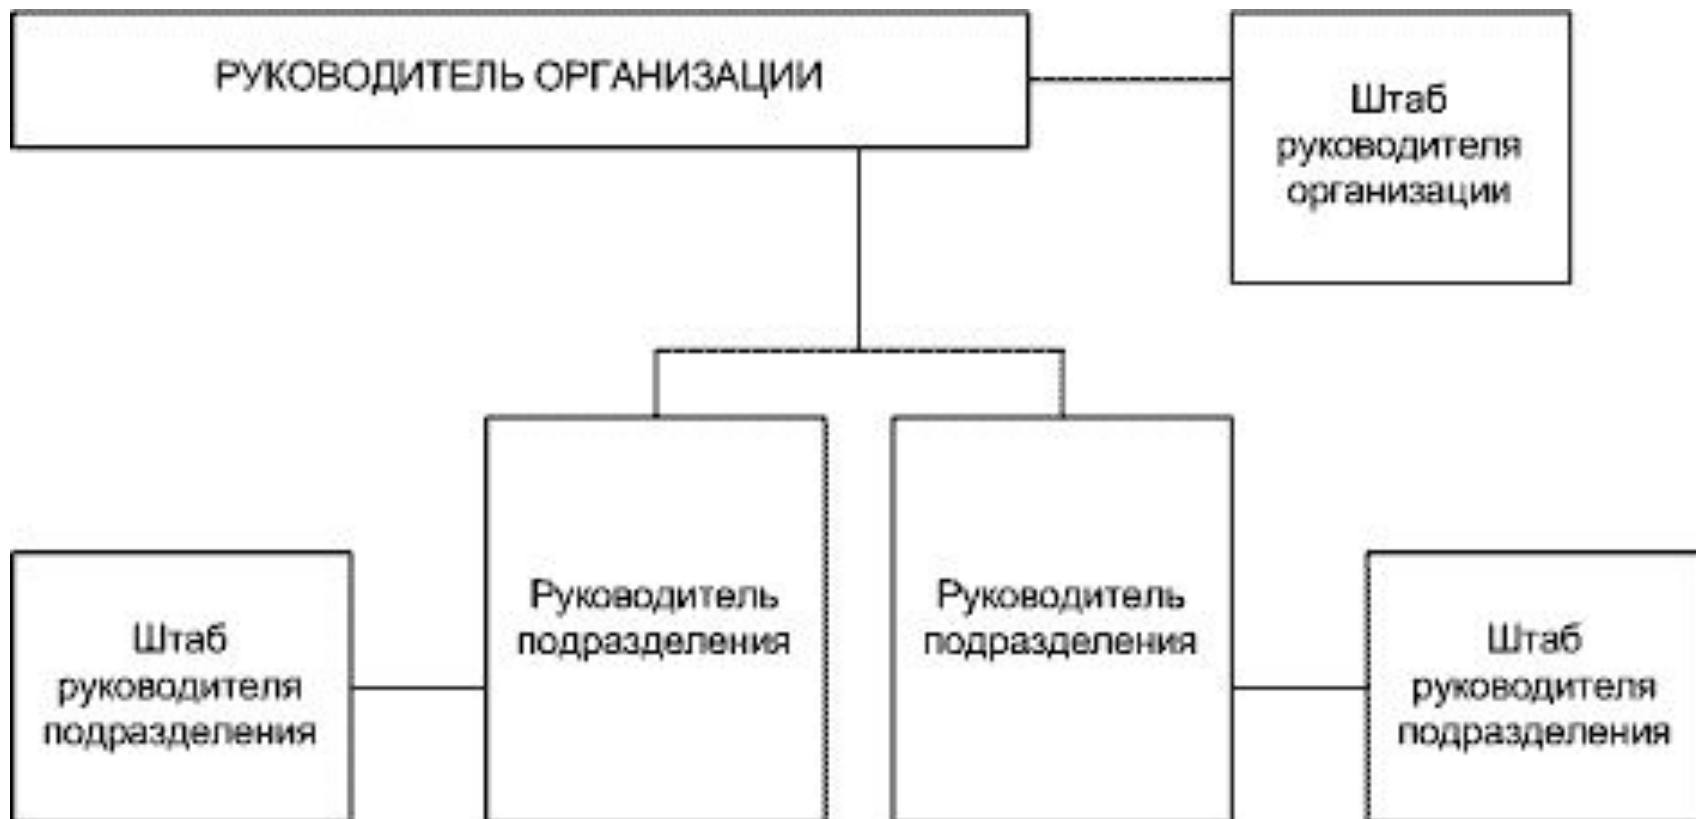 РУКОВОДИТЕЛЬ ОРГАНИЗАЦИИ
Штаб
руководителя
организации
Руководитель
подразделения
Руководитель
подразделения
Штаб
руководителя
подразделения
Штаб
руководителя
подразделения